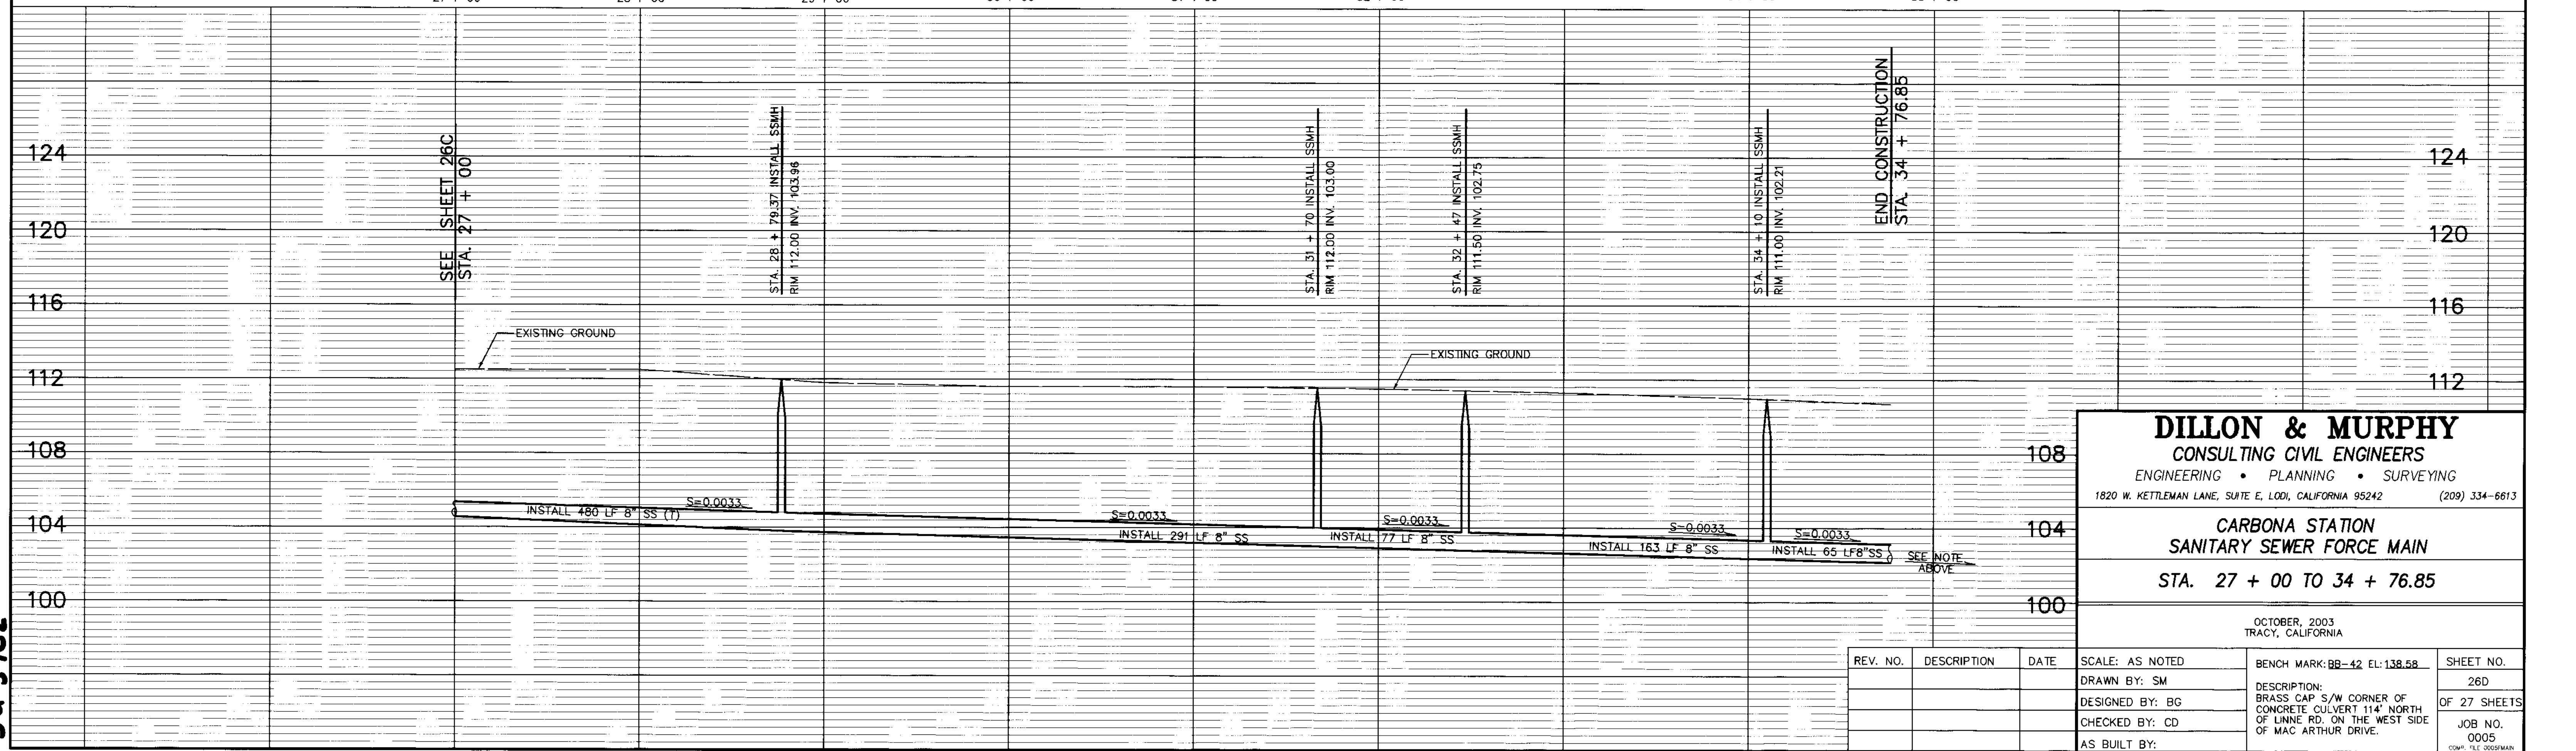 SEE SHEET 26C
STA. 27 + 00
STA. 28 + 79.37 INSTALL SSMH
RIM 112.00 INV. 103.96
STA. 31 + 70 INSTALL SSMH
RIM 112.00 INV. 103.00
STA. 32 + 47 INSTALL SSMH
RIM 111.50 INV. 102.75
STA. 34 + 10 INSTALL SSMH
RIM 111.00 INV. 102.21
END CONSTRUCTION
STA. 34 + 76.85
124
124
120
120
116
116
EXISTING GROUND
EXISTING GROUND
112
112
108
108
104
104
100
100
S=0.0033
INSTALL 480 LF 8" SS (T)
S=0.0033
INSTALL 291 LF 8" SS
S=0.0033
INSTALL 77 LF 8" SS
S=0.0033
INSTALL 163 LF 8" SS
S=0.0033
INSTALL 65 LF8"SS
SEE NOTE
ABOVE
DILLON & MURPHY
CONSULTING CIVIL ENGINEERS
ENGINEERING • PLANNING • SURVEYING
1820 W. KETTLEMAN LANE, SUITE E, LODI, CALIFORNIA 95242 (209) 334-6613
CARBONA STATION
SANITARY SEWER FORCE MAIN
STA. 27 + 00 TO 34 + 76.85
OCTOBER, 2003
TRACY, CALIFORNIA
REV. NO. DESCRIPTION DATE
SCALE: AS NOTED
DRAWN BY: SM
DESIGNED BY: BG
CHECKED BY: CD
AS BUILT BY:
BENCH MARK: BB-42 EL: 138.58
DESCRIPTION:
BRASS CAP S/W CORNER OF
CONCRETE CULVERT 114' NORTH
OF LINNE RD. ON THE WEST SIDE
OF MAC ARTHUR DRIVE.
SHEET NO.
26D
OF 27 SHEETS
JOB NO.
0005
COMP. FILE 0005FMAIN